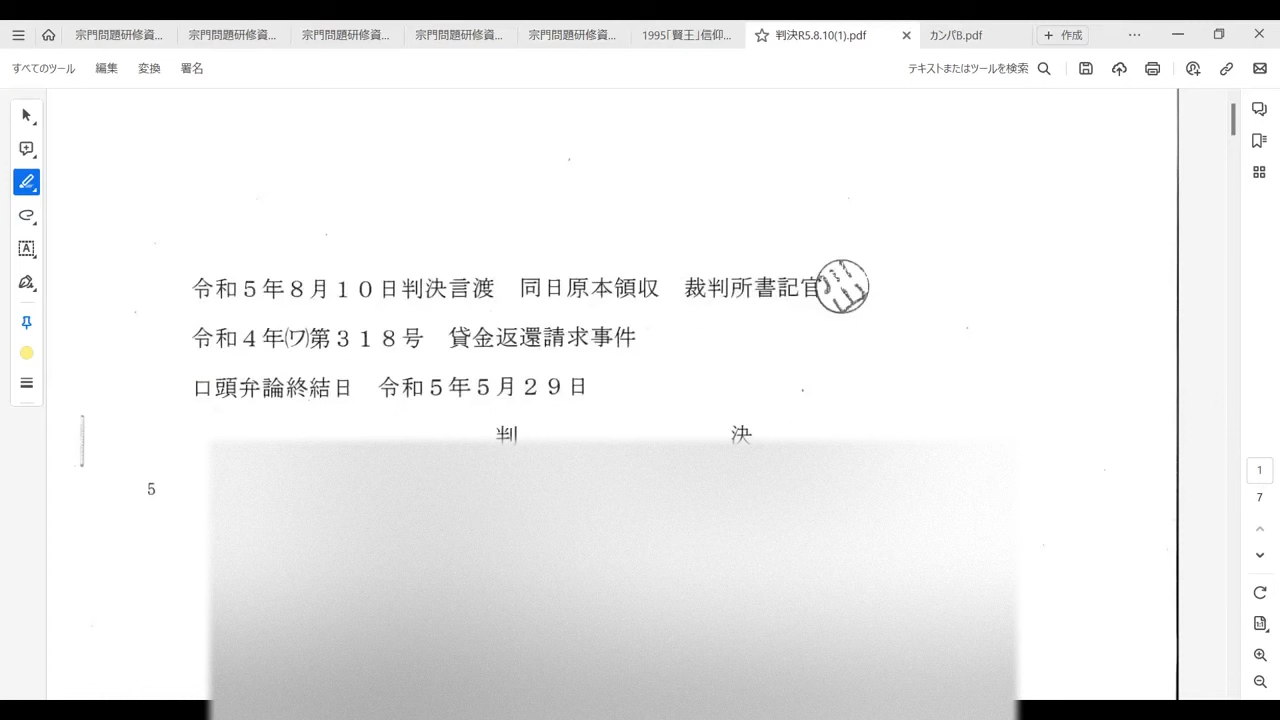 宗門問題研修資...
宗門問題研修資...
宗門問題研修資...
宗門問題研修資...
宗門問題研修資...
1995「賢王」信仰...
判決R5.8.10(1).pdf
カンパB.pdf
+ 作成
すべてのツール 編集 変換 署名
テキストまたはツールを検索
令和５年８月１０日判決言渡　同日原本領収　裁判所書記官
令和４年㈦第３１８号　貸金返還請求事件
口頭弁論終結日　令和５年５月２９日
判　決
5
1
7